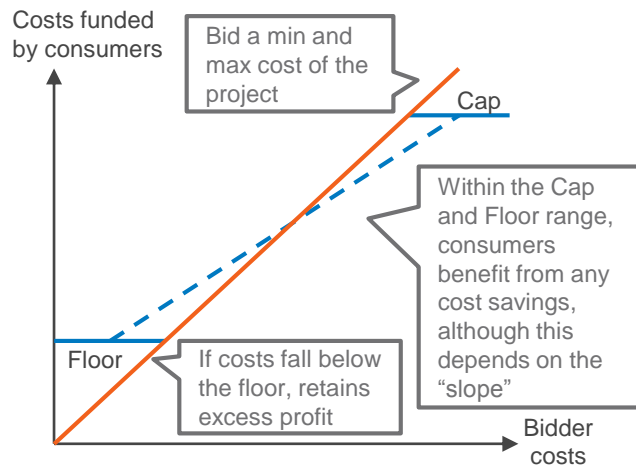 Costs funded
by consumers
Bid a min and
max cost of the
project
Cap
Within the Cap
and Floor range,
consumers
benefit from any
cost savings,
although this
depends on the
“slope”
Floor
If costs fall below
the floor, retains
excess profit
Bidder
costs